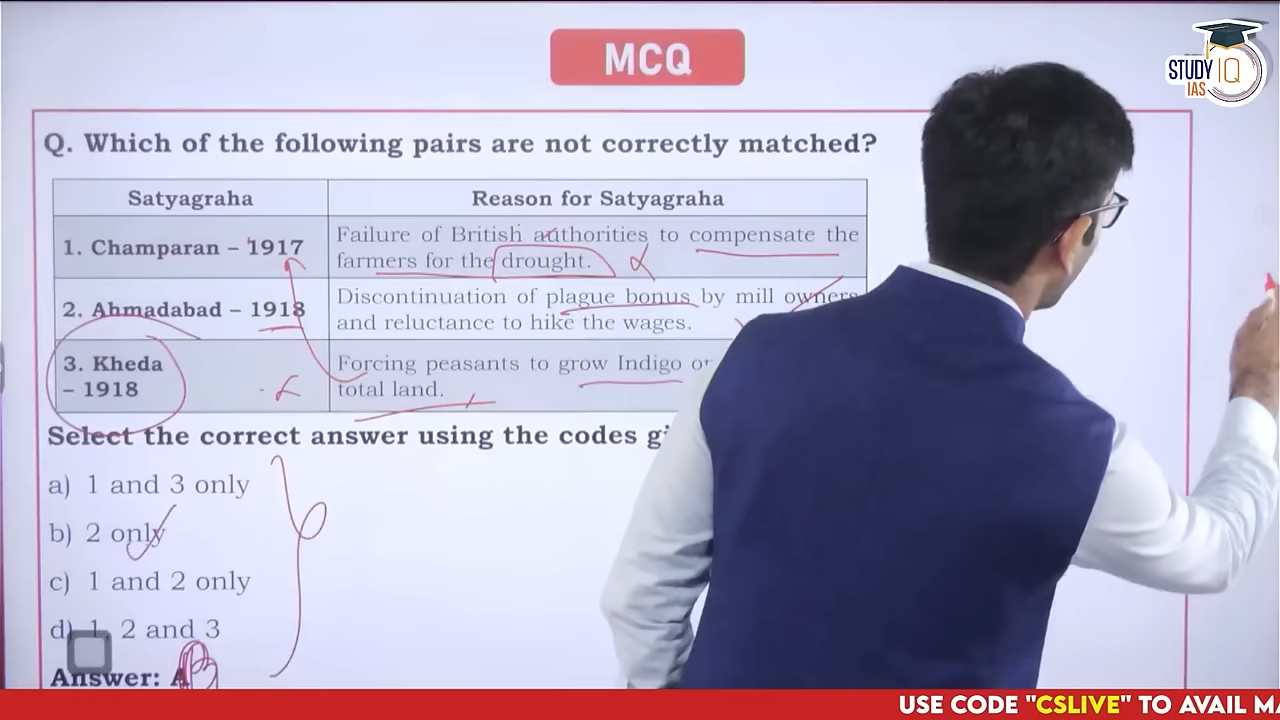 MCQ
STUDY IQ
IAS
Q. Which of the following pairs are not correctly matched?
Satyagraha
Reason for Satyagraha
1. Champaran – 1917
Failure of British authorities to compensate the
farmers for the drought.
2. Ahmadabad – 1918
Discontinuation of plague bonus by mill owners
and reluctance to hike the wages.
3. Kheda
– 1918
Forcing peasants to grow Indigo
total land.
Select the correct answer using the codes
a) 1 and 3 only
b) 2 only
c) 1 and 2 only
d) 1, 2 and 3
Answer: A
B
USE CODE "CSLIVE" TO AVAIL